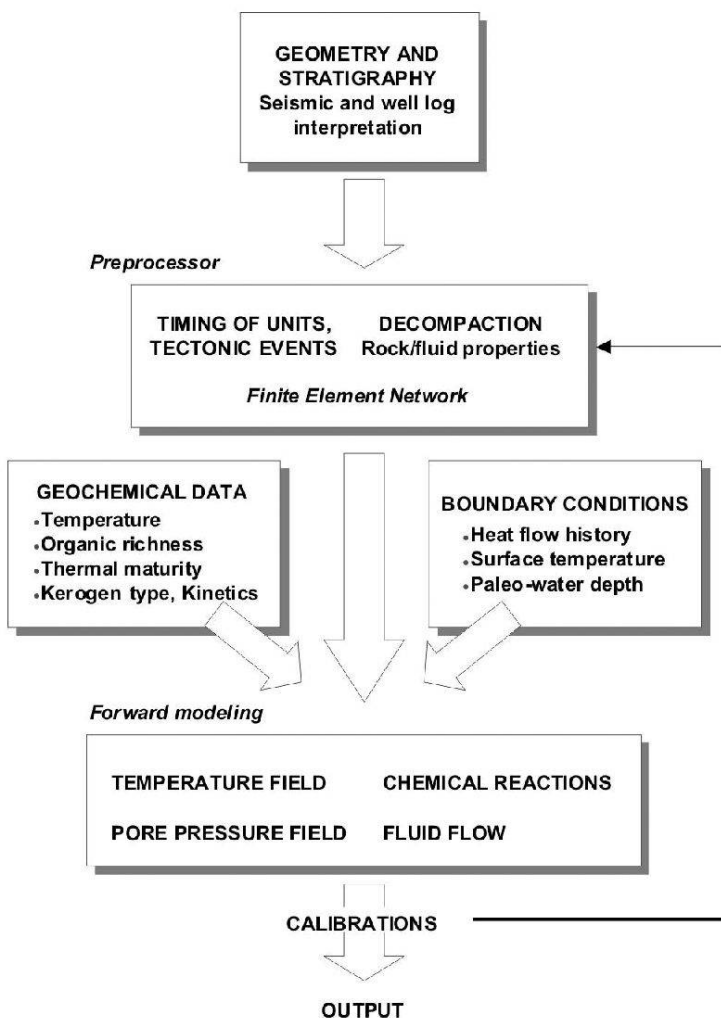 GEOMETRY AND
STRATIGRAPHY
Seismic and well log
interpretation
Preprocessor
TIMING OF UNITS,
TECTONIC EVENTS
DECOMPACTION
Rock/fluid properties
Finite Element Network
GEOCHEMICAL DATA
•Temperature
•Organic richness
•Thermal maturity
•Kerogen type, Kinetics
BOUNDARY CONDITIONS
•Heat flow history
•Surface temperature
•Paleo-water depth
Forward modeling
TEMPERATURE FIELD
CHEMICAL REACTIONS
PORE PRESSURE FIELD
FLUID FLOW
CALIBRATIONS
OUTPUT